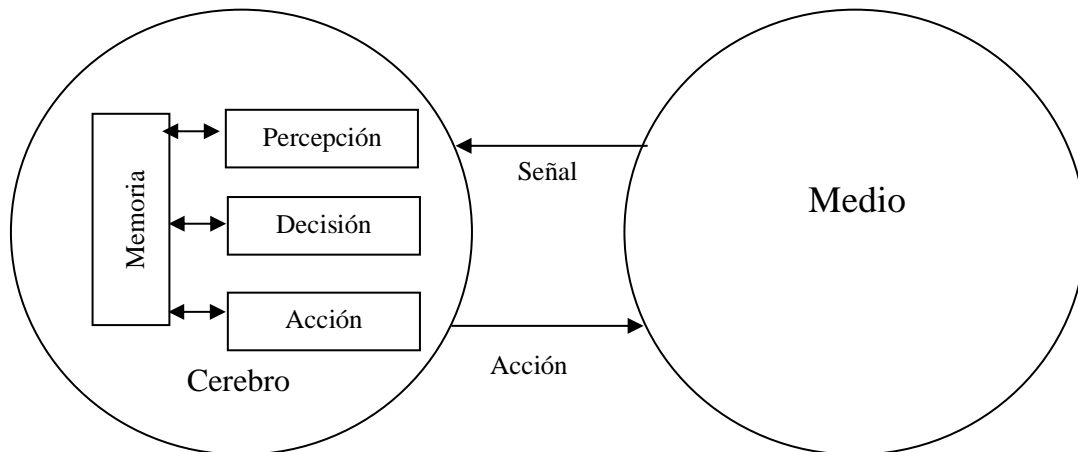 Percepción
Señal
Memoria
Decisión
Medio
Acción
Acción
Cerebro